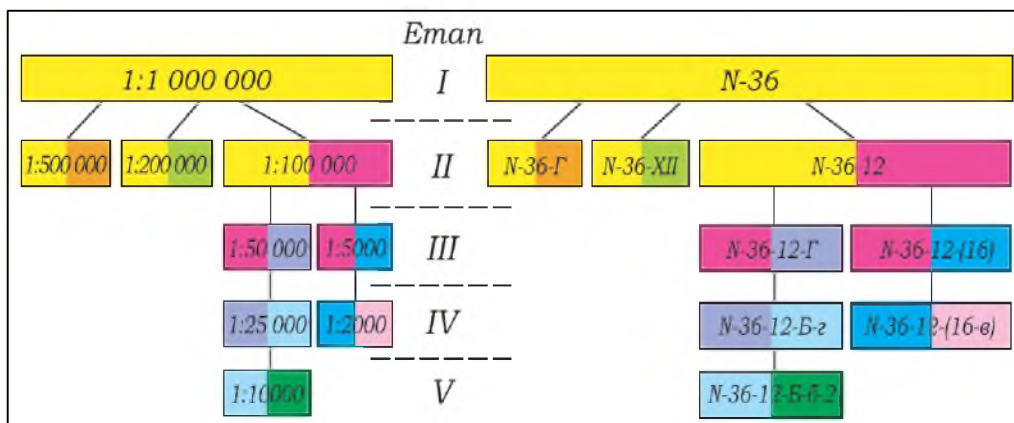 Етап
1:1 000 000 I N-36
1:500 000 1:200 000 1:100 000 II N-36-Г N-36-XII N-36 12
1:50 000 1:5000 III N-36-12-Г N-36-12-(16)
1:25 000 1:2000 IV N-36-12-Б-г N-36-12-(16-в)
1:10000 V N-36-12-Б-б-2